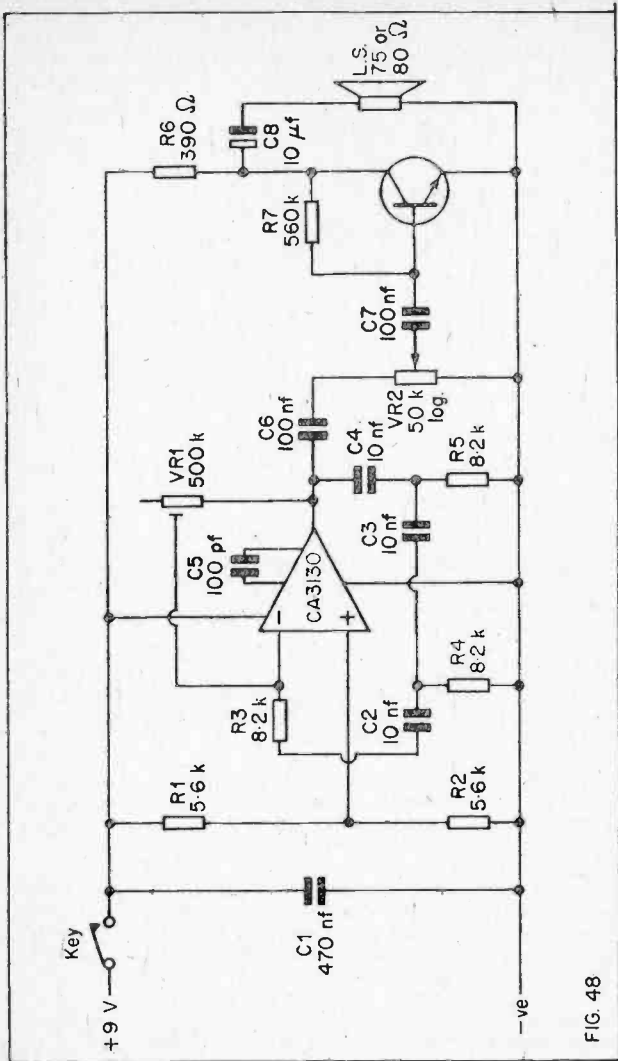 Key
+9 V
C1
470 nf
R1
5·6 k
R2
5·6 k
R3
8·2 k
C2
10 nf
R4
8·2 k
C3
10 nf
R5
8·2 k
C4
10 nf
C5
100 pf
CA3130
−
+
VR1
500 k
C6
100 nf
VR2
50 k
log.
C7
100 nf
R7
560 k
R6
390 Ω
C8
10 µf
L.S.
75 or
80 Ω
−ve
FIG. 48